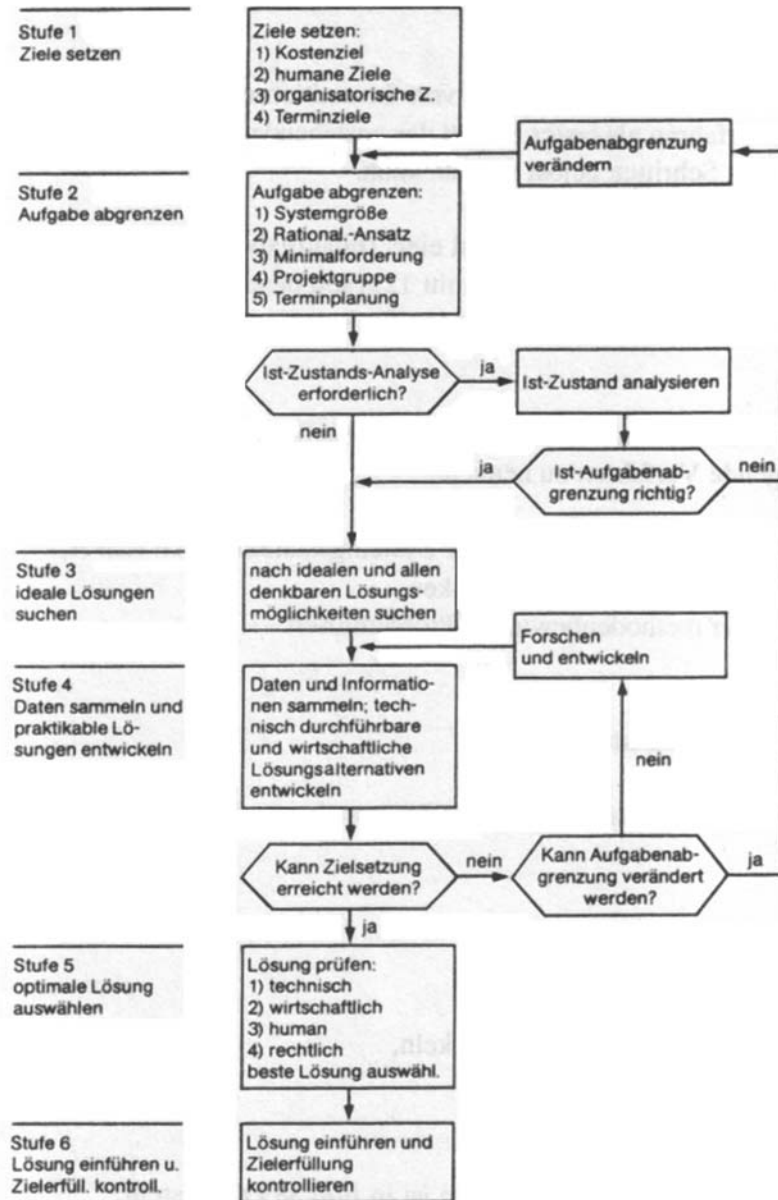 Stufe 1
Ziele setzen
Ziele setzen:
1) Kostenziel
2) humane Ziele
3) organisatorische Z.
4) Terminziele
Aufgabenabgrenzung
verändern
Stufe 2
Aufgabe abgrenzen
Aufgabe abgrenzen:
1) Systemgröße
2) Rational.-Ansatz
3) Minimalforderung
4) Projektgruppe
5) Terminplanung
Ist-Zustands-Analyse
erforderlich?
ja
nein
Ist-Zustand analysieren
ja
Ist-Aufgabenab-
grenzung richtig?
nein
Stufe 3
ideale Lösungen
suchen
nach idealen und allen
denkbaren Lösungs-
möglichkeiten suchen
Forschen
und entwickeln
Stufe 4
Daten sammeln und
praktikable Lö-
sungen entwickeln
Daten und Informatio-
nen sammeln; tech-
nisch durchführbare
und wirtschaftliche
Lösungsalternativen
entwickeln
nein
Kann Zielsetzung
erreicht werden?
nein
ja
Kann Aufgabenab-
grenzung verändert
werden?
ja
Stufe 5
optimale Lösung
auswählen
Lösung prüfen:
1) technisch
2) wirtschaftlich
3) human
4) rechtlich
beste Lösung auswähl.
Stufe 6
Lösung einführen u.
Zielerfüll. kontroll.
Lösung einführen und
Zielerfüllung
kontrollieren